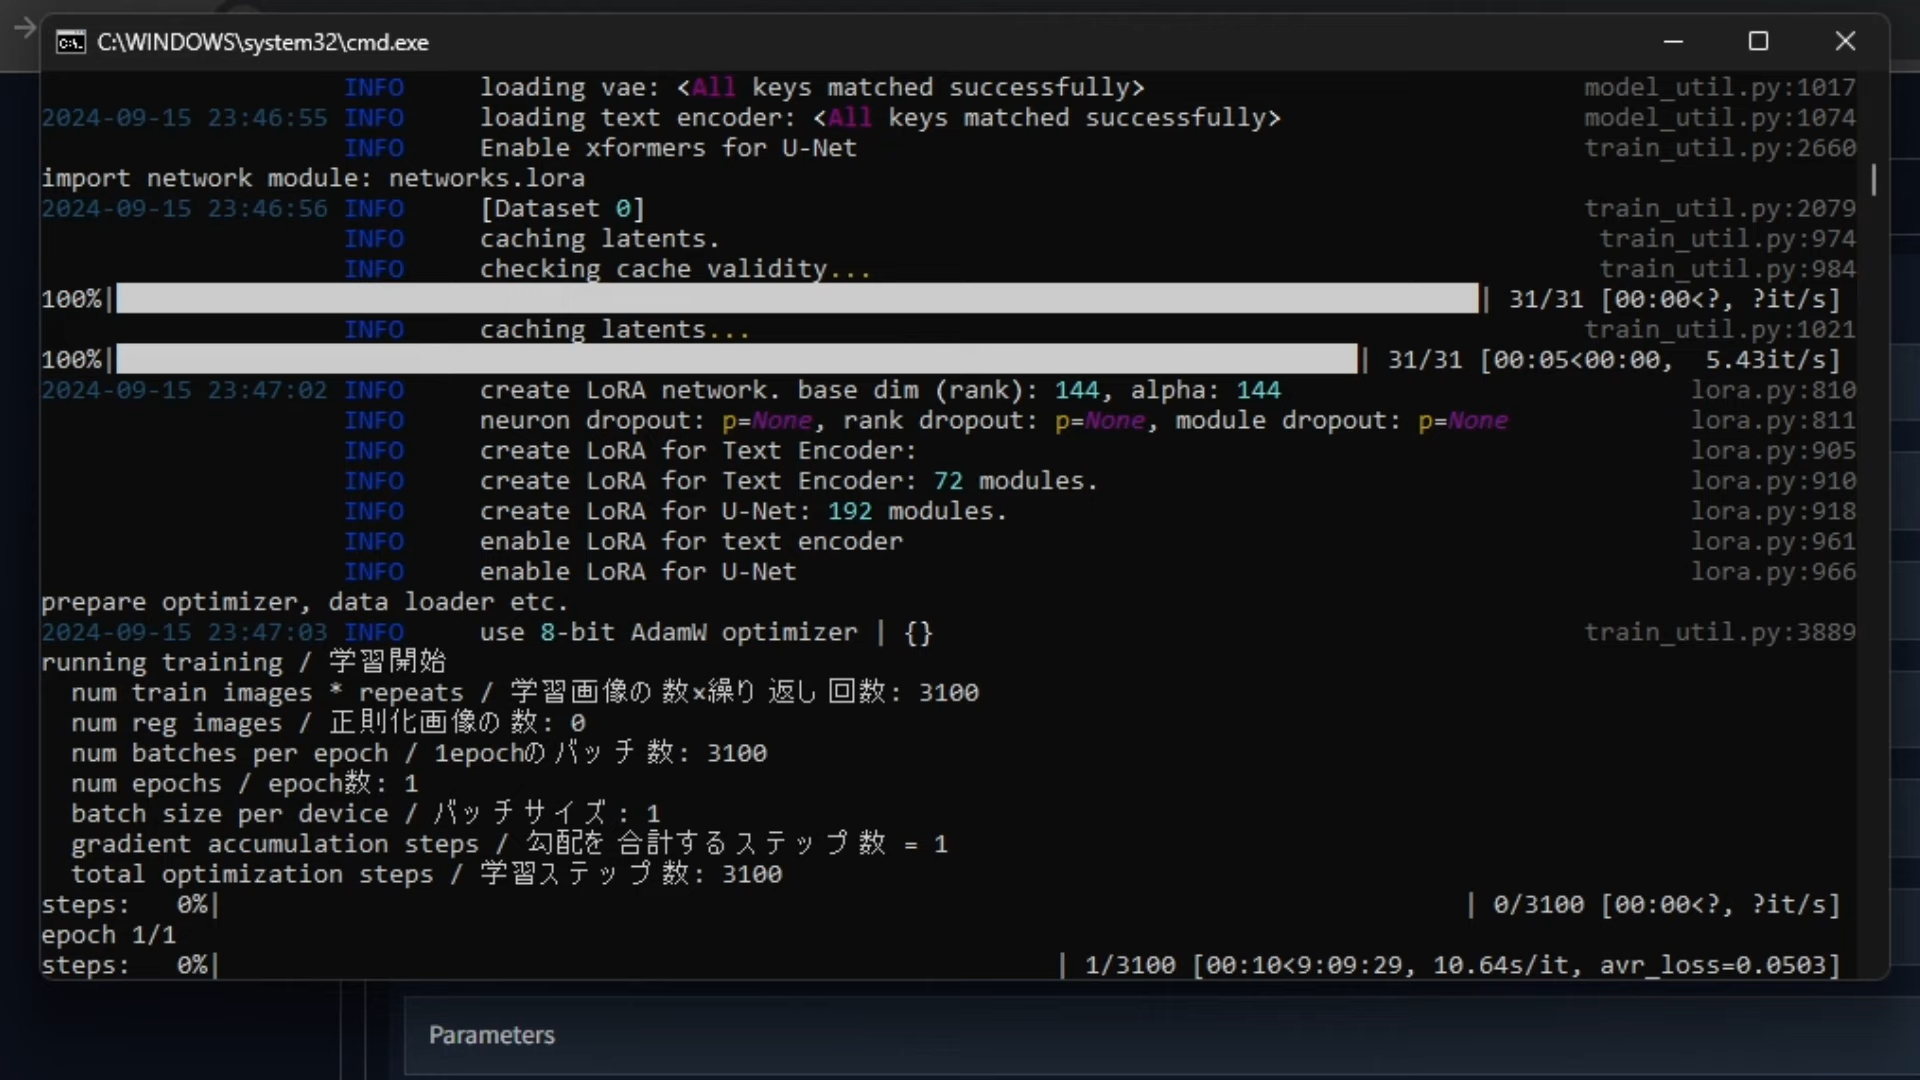 C:\WINDOWS\system32\cmd.exe
INFO loading vae: <All keys matched successfully> model_util.py:1017
2024-09-15 23:46:55 INFO loading text encoder: <All keys matched successfully> model_util.py:1074
INFO Enable xformers for U-Net train_util.py:2660
import network module: networks.lora
2024-09-15 23:46:56 INFO [Dataset 0] train_util.py:2079
INFO caching latents. train_util.py:974
INFO checking cache validity... train_util.py:984
100%| | 31/31 [00:00<?, ?it/s]
INFO caching latents... train_util.py:1021
100%| | 31/31 [00:05<00:00, 5.43it/s]
2024-09-15 23:47:02 INFO create LoRA network. base dim (rank): 144, alpha: 144 lora.py:810
INFO neuron dropout: p=None, rank dropout: p=None, module dropout: p=None lora.py:811
INFO create LoRA for Text Encoder: lora.py:905
INFO create LoRA for Text Encoder: 72 modules. lora.py:910
INFO create LoRA for U-Net: 192 modules. lora.py:918
INFO enable LoRA for text encoder lora.py:961
INFO enable LoRA for U-Net lora.py:966
prepare optimizer, data loader etc.
2024-09-15 23:47:03 INFO use 8-bit AdamW optimizer | {} train_util.py:3889
running training / 学習開始
num train images * repeats / 学習画像の数×繰り返し回数: 3100
num reg images / 正則化画像の数: 0
num batches per epoch / 1epochのバッチ数: 3100
num epochs / epoch数: 1
batch size per device / バッチサイズ: 1
gradient accumulation steps / 勾配を合計するステップ数 = 1
total optimization steps / 学習ステップ数: 3100
steps: 0%| | 0/3100 [00:00<?, ?it/s]
epoch 1/1
steps: 0%| | 1/3100 [00:10<9:09:29, 10.64s/it, avr_loss=0.0503]
Parameters